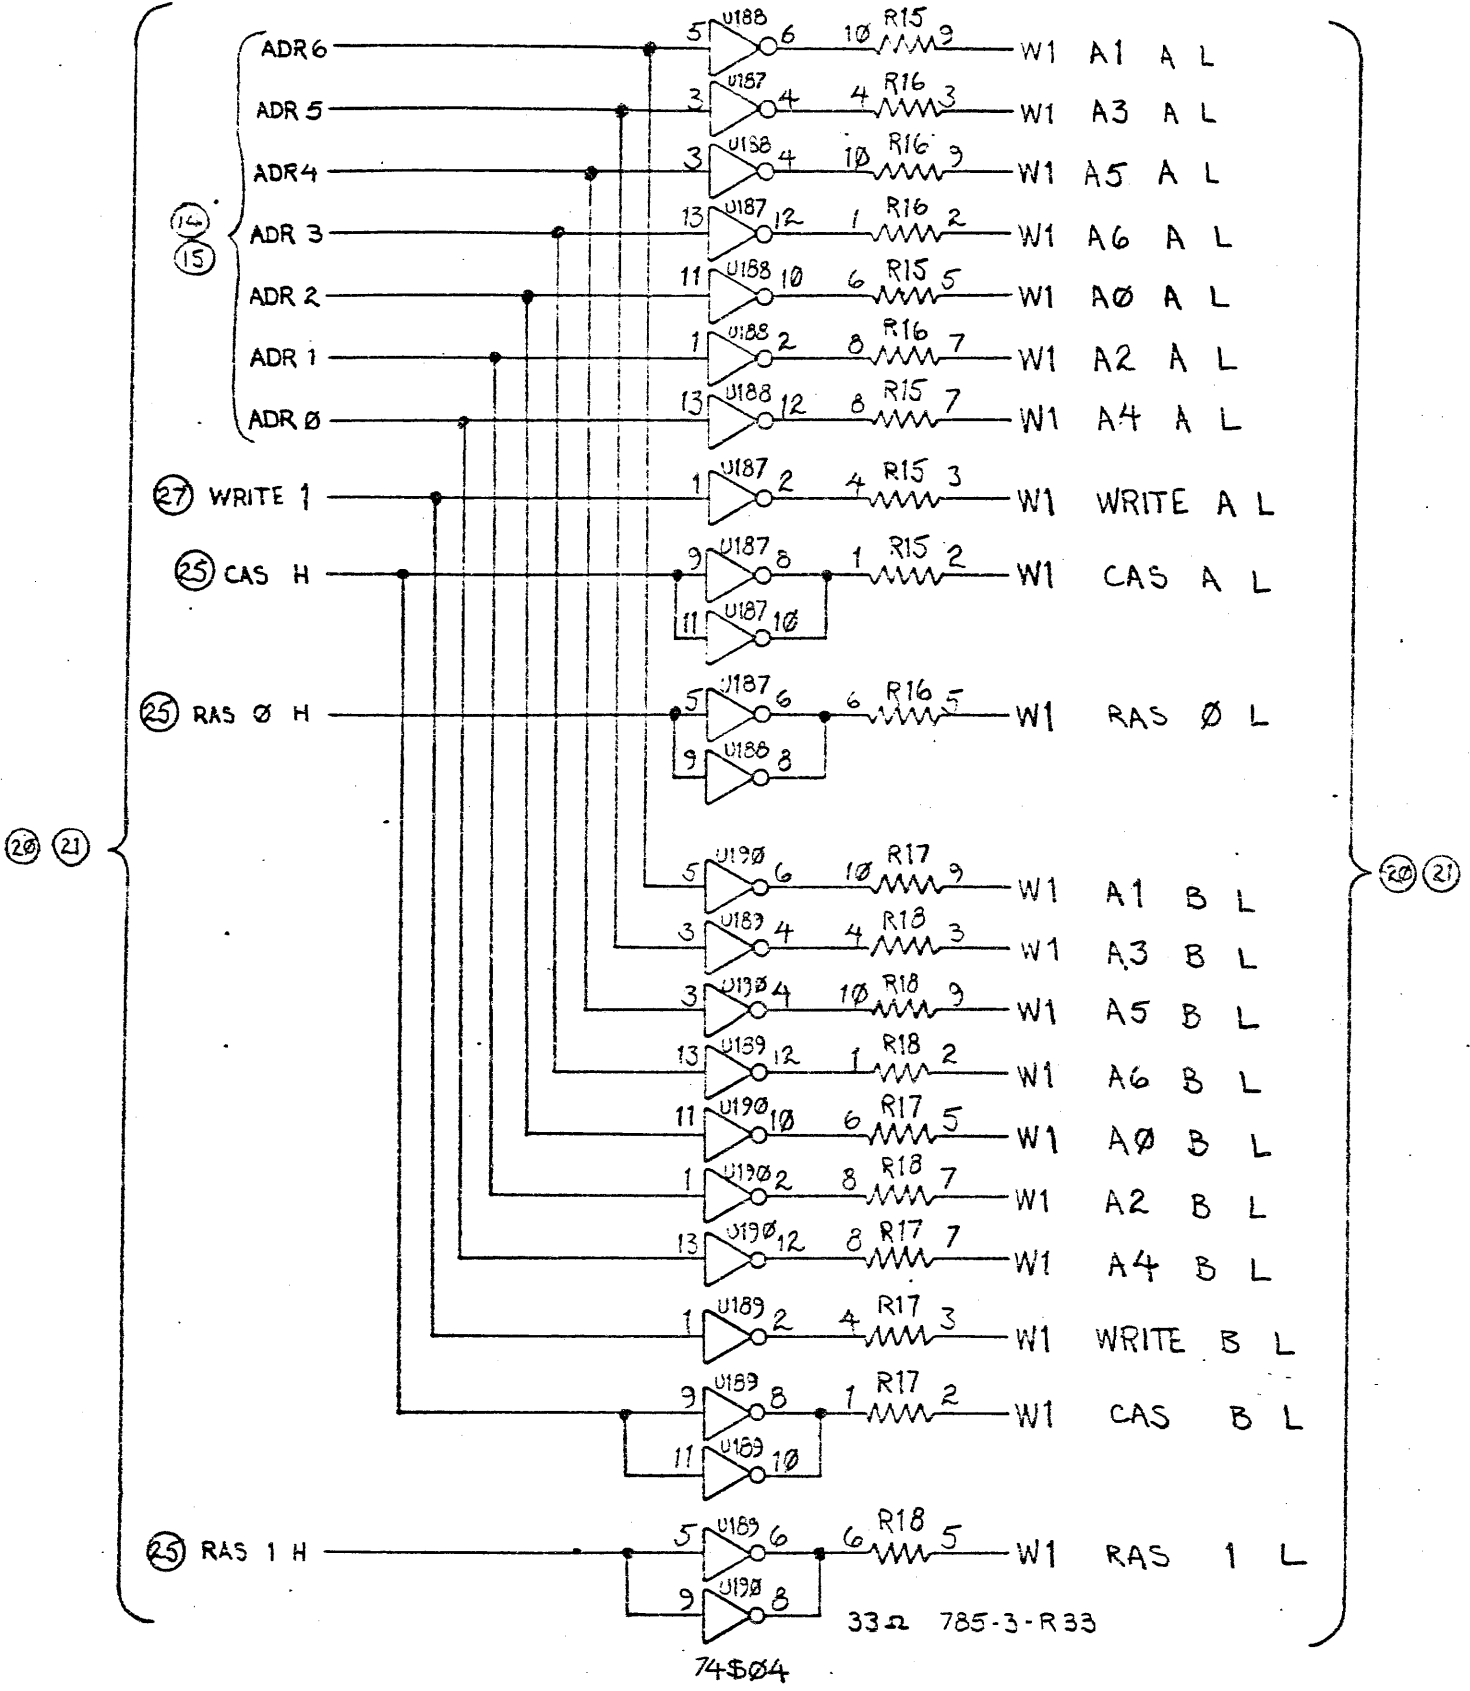 U188
ADR 6 5 6 10 R15 9 W1 A1 A L
U187
ADR 5 3 4 4 R16 3 W1 A3 A L
U188
ADR 4 3 4 10 R16 9 W1 A5 A L
14
U187
ADR 3 13 12 1 R16 2 W1 A6 A L
15
U188
ADR 2 11 10 6 R15 5 W1 AØ A L
U188
ADR 1 1 2 8 R16 7 W1 A2 A L
U188
ADR Ø 13 12 8 R15 7 W1 A4 A L
U187
27 WRITE 1 1 2 4 R15 3 W1 WRITE A L
U187
25 CAS H 9 8 1 R15 2 W1 CAS A L
11 U187 1Ø
U187
25 RAS Ø H 5 6 6 R16 5 W1 RAS Ø L
9 U188 8
2Ø 21
2Ø 21
U19Ø
5 6 1Ø R17 9 W1 A1 B L
U189
3 4 4 R18 3 W1 A3 B L
U19Ø
3 4 1Ø R18 9 W1 A5 B L
U189
13 12 1 R18 2 W1 A6 B L
U19Ø
11 1Ø 6 R17 5 W1 AØ B L
U19Ø
1 2 8 R18 7 W1 A2 B L
U19Ø
13 12 8 R17 7 W1 A4 B L
U189
1 2 4 R17 3 W1 WRITE B L
U189
9 8 1 R17 2 W1 CAS B L
11 U189 1Ø
U189
25 RAS 1 H 5 6 6 R18 5 W1 RAS 1 L
9 U19Ø 8
33Ω 785-3-R33
74SØ4